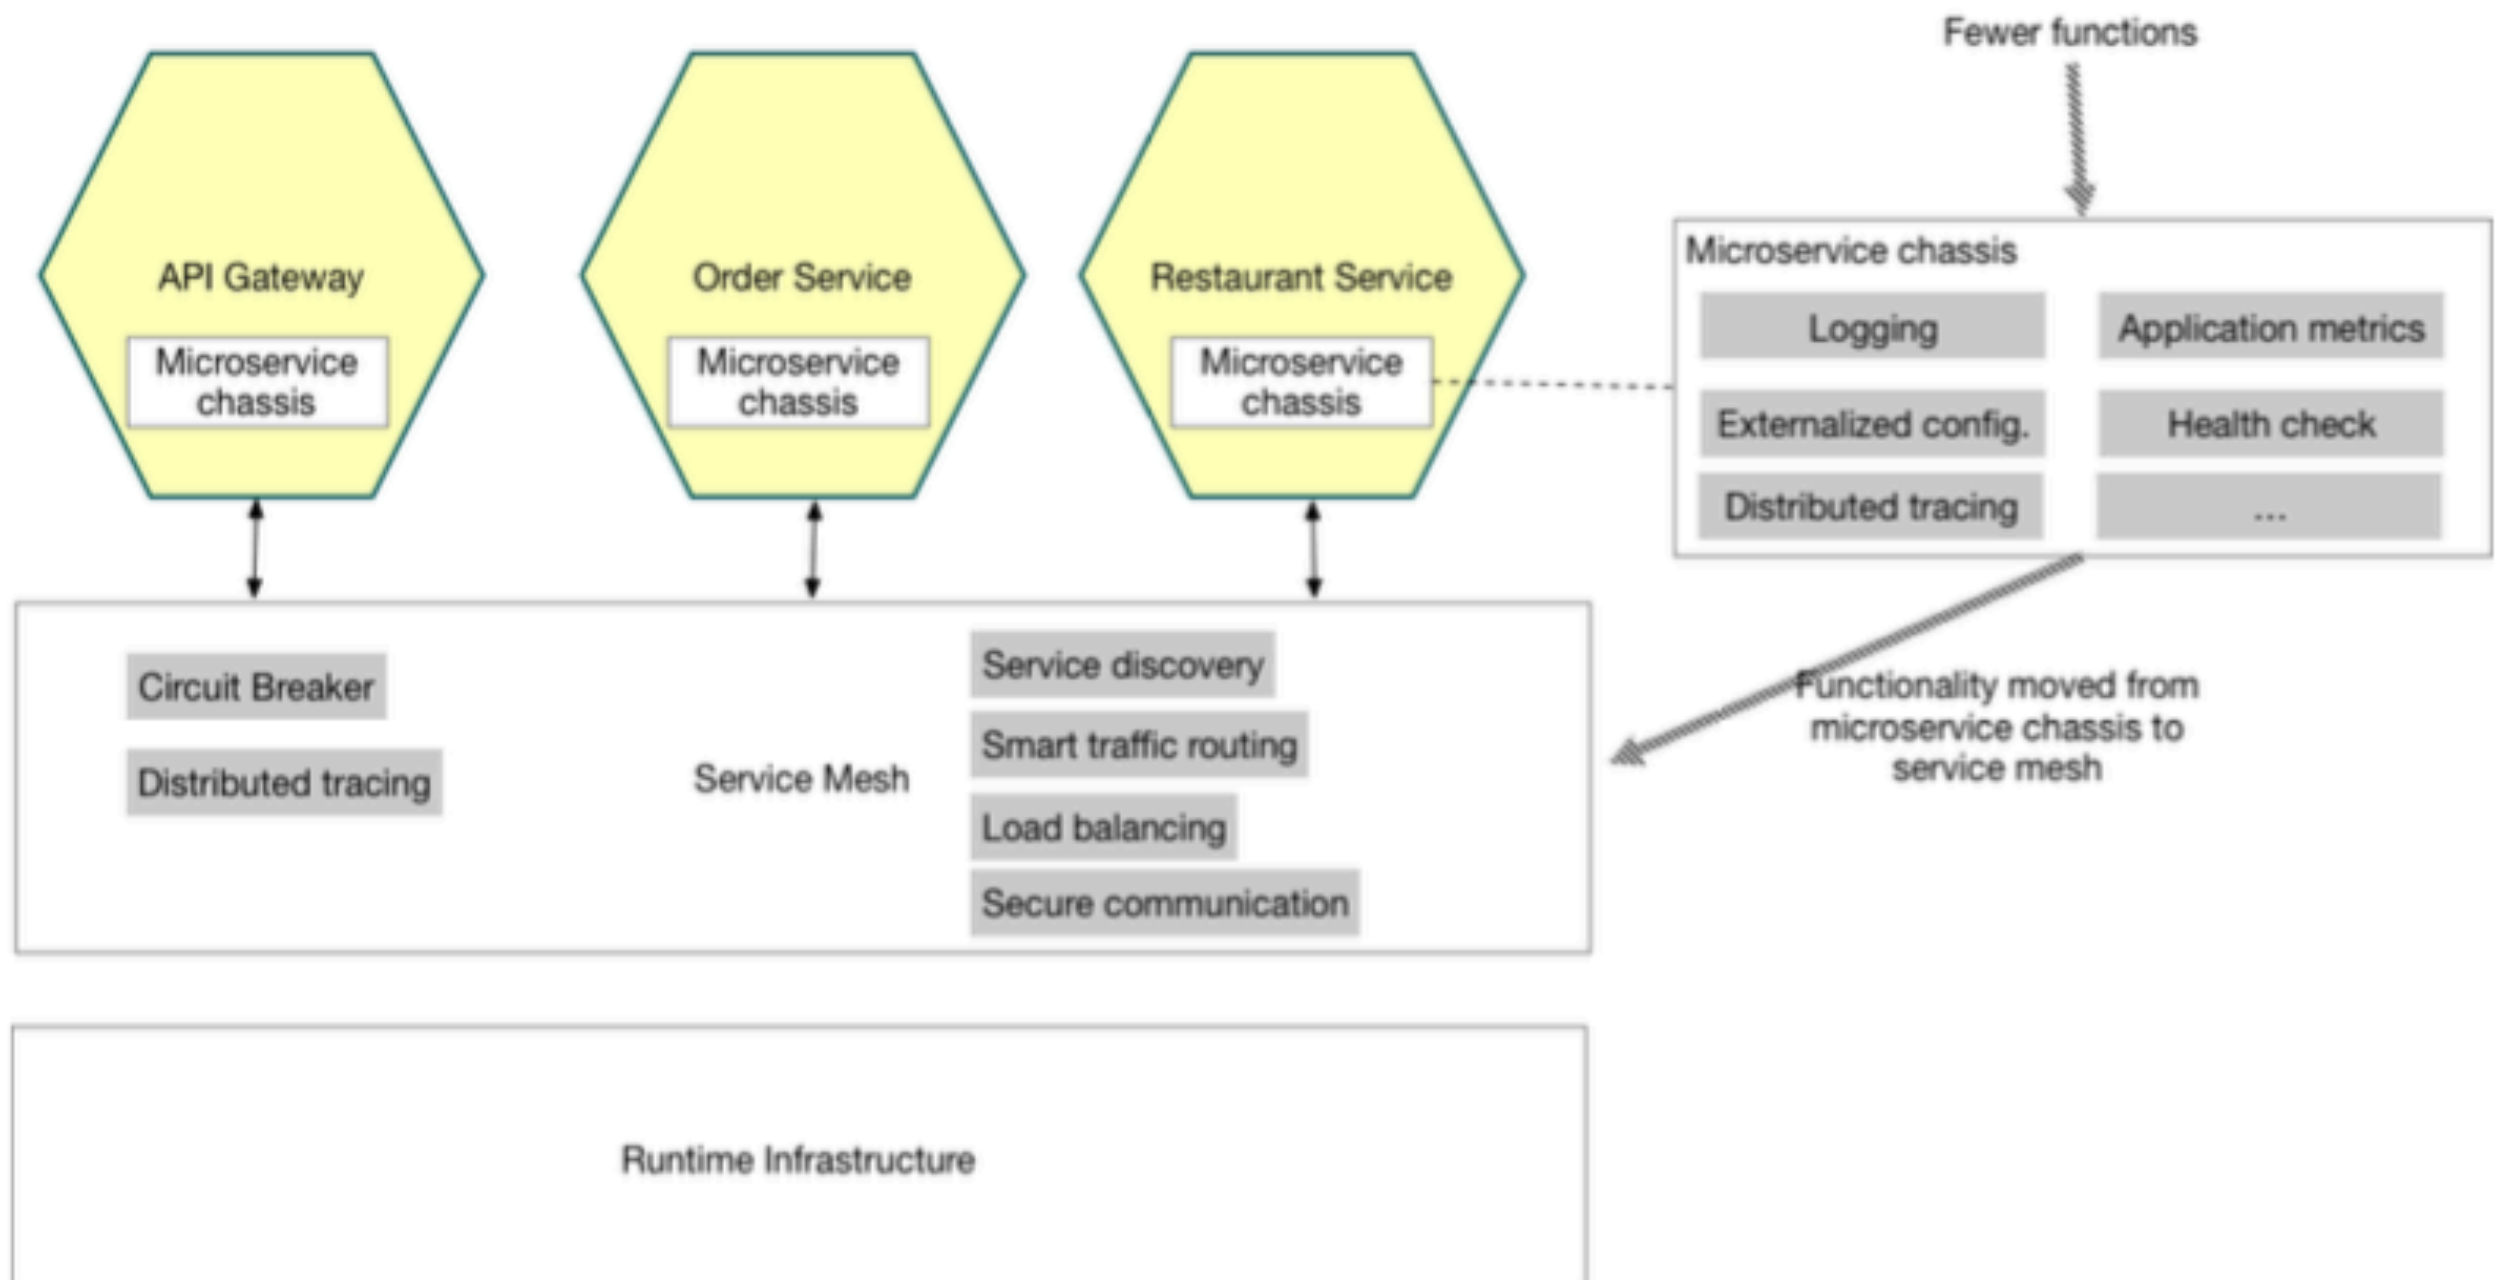 Fewer functions
API Gateway
Microservice
chassis
Order Service
Microservice
chassis
Restaurant Service
Microservice
chassis
Microservice chassis
Logging
Application metrics
Externalized config.
Health check
Distributed tracing
...
Circuit Breaker
Distributed tracing
Service Mesh
Service discovery
Smart traffic routing
Load balancing
Secure communication
Functionality moved from
microservice chassis to
service mesh
Runtime Infrastructure